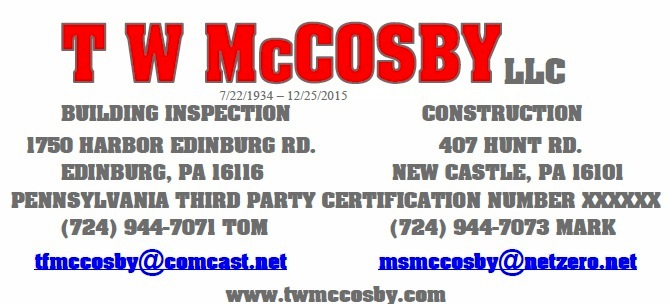 T W McCOSBY LLC
7/22/1934 – 12/25/2015
BUILDING INSPECTION CONSTRUCTION
1750 HARBOR EDINBURG RD. 407 HUNT RD.
EDINBURG, PA 16116 NEW CASTLE, PA 16101
PENNSYLVANIA THIRD PARTY CERTIFICATION NUMBER XXXXXX
(724) 944-7071 TOM (724) 944-7073 MARK
tfmccosby@comcast.net msmccosby@netzero.net
www.twmccosby.com